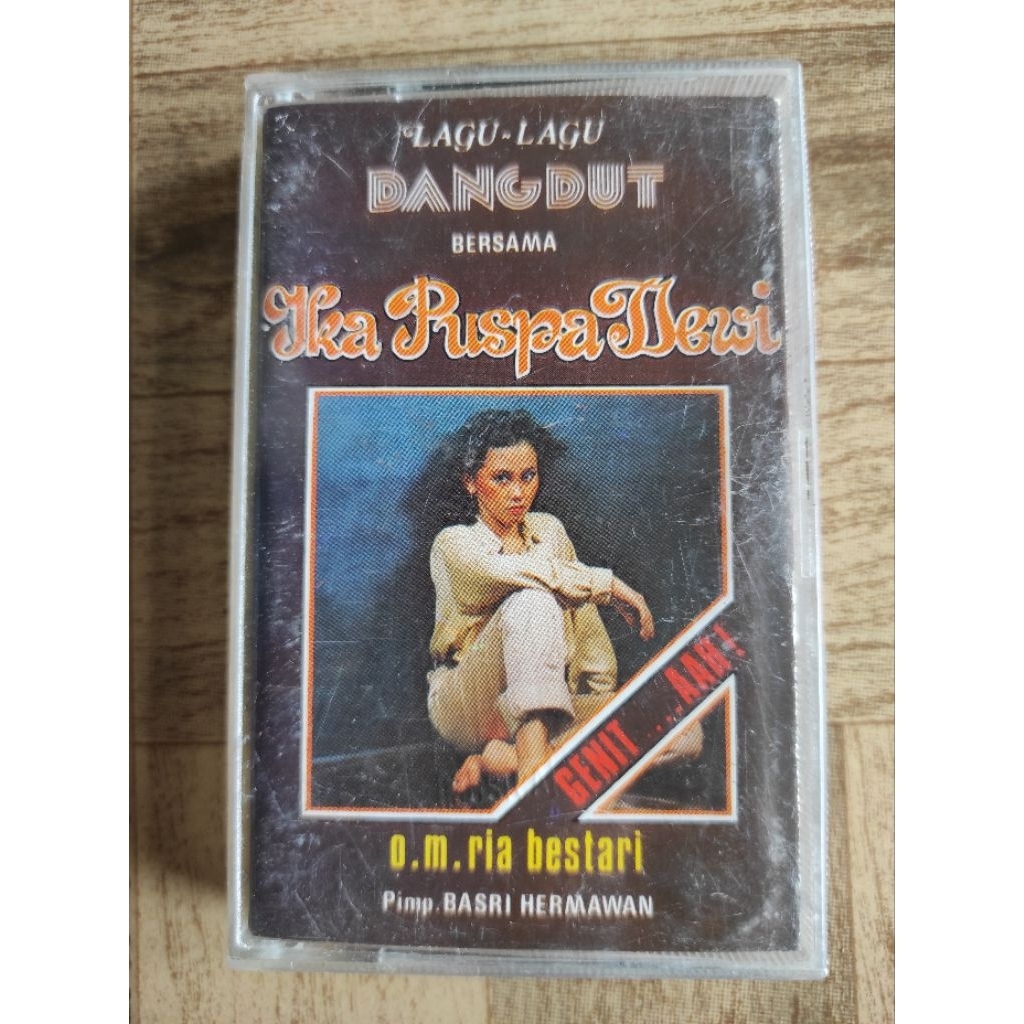 LAGU-LAGU
DANGDUT
BERSAMA
Ika Puspa Dewi
GENIT....AAH!
o.m.ria bestari
Pimp.BASRI HERMAWAN